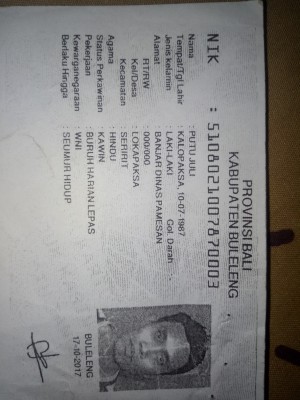 PROVINSI BALI
KABUPATEN BULELENG
NIK : 5108021007870003
Nama : PUTU JULI
Tempat/Tgl Lahir : KALOPAKSA, 10-07-1987
Jenis kelamin : LAKI-LAKI Gol. Darah :
Alamat : BANJAR DINAS PAMESAN
RT/RW : 000/000
Kel/Desa : LOKAPAKSA
Kecamatan : SERIRIT
Agama : HINDU
Status Perkawinan : KAWIN
Pekerjaan : BURUH HARIAN LEPAS
Kewarganegaraan : WNI
Berlaku Hingga : SEUMUR HIDUP
BULELENG
17-10-2017